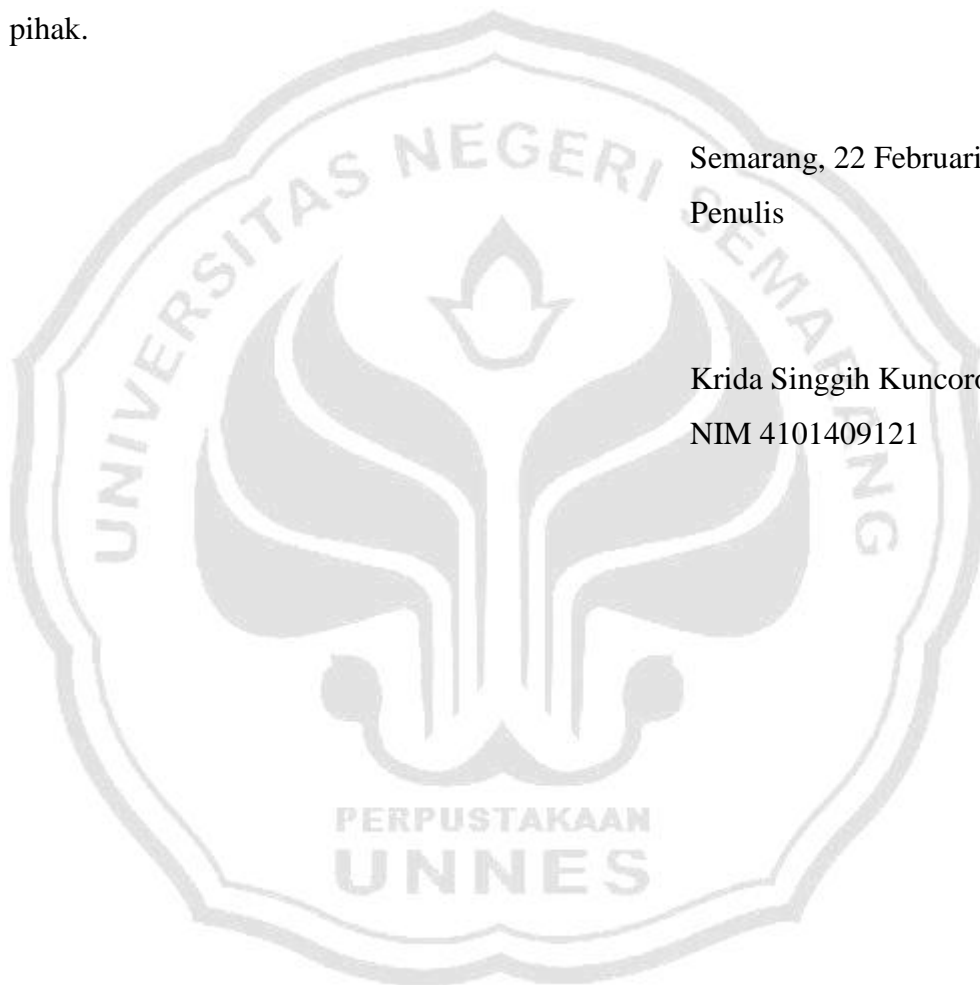 pihak.
Semarang, 22 Februari
Penulis
Krida Singgih Kuncoro
NIM 4101409121
UNIVERSITAS NEGERI SEMARANG
PERPUSTAKAAN
UNNES